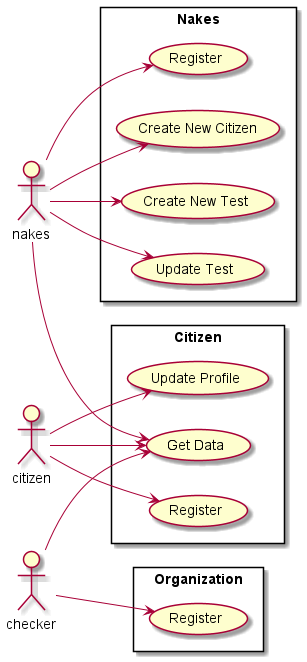 Nakes
Register
Create New Citizen
Create New Test
Update Test
nakes
Citizen
Update Profile
Get Data
Register
citizen
Organization
Register
checker